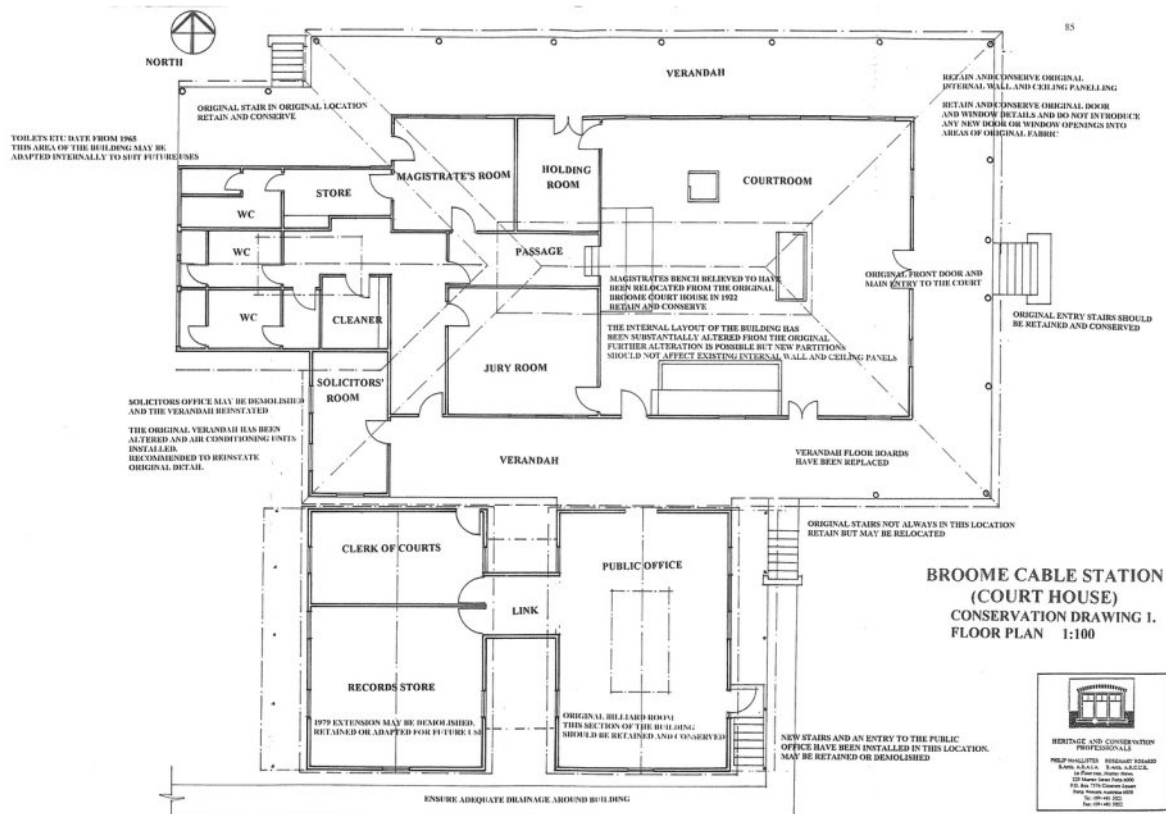 85
NORTH
VERANDAH
RETAIN AND CONSERVE ORIGINAL
INTERNAL WALL AND CEILING PANELLING
RETAIN AND CONSERVE ORIGINAL DOOR
AND WINDOW DETAILS AND DO NOT INTRODUCE
ANY NEW DOOR OR WINDOW OPENINGS INTO
AREAS OF ORIGINAL FABRIC
ORIGINAL STAIR IN ORIGINAL LOCATION
RETAIN AND CONSERVE
TOILETS ETC DATE FROM 1965
THIS AREA OF THE BUILDING MAY BE
ADAPTED INTERNALLY TO SUIT FUTURE USES
MAGISTRATE'S ROOM
HOLDING
ROOM
COURTROOM
STORE
WC
WC
WC
PASSAGE
CLEANER
MAGISTRATES BENCH BELIEVED TO HAVE
BEEN RELOCATED FROM THE ORIGINAL
BROOME COURT HOUSE IN 1922
RETAIN AND CONSERVE
ORIGINAL FRONT DOOR AND
MAIN ENTRY TO THE COURT
ORIGINAL ENTRY STAIRS SHOULD
BE RETAINED AND CONSERVED
THE INTERNAL LAYOUT OF THE BUILDING HAS
BEEN SUBSTANTIALLY ALTERED FROM THE ORIGINAL
FURTHER ALTERATION IS POSSIBLE BUT NEW PARTITIONS
SHOULD NOT AFFECT EXISTING INTERNAL WALL AND CEILING PANELS
JURY ROOM
SOLICITORS'
ROOM
SOLICITORS OFFICE MAY BE DEMOLISHED
AND THE VERANDAH REINSTATED
THE ORIGINAL VERANDAH HAS BEEN
ALTERED AND AIR CONDITIONING UNITS
INSTALLED.
RECOMMENDED TO REINSTATE
ORIGINAL DETAIL
VERANDAH
VERANDAH FLOOR BOARDS
HAVE BEEN REPLACED
ORIGINAL STAIRS NOT ALWAYS IN THIS LOCATION
RETAIN BUT MAY BE RELOCATED
CLERK OF COURTS
PUBLIC OFFICE
LINK
RECORDS STORE
1979 EXTENSION MAY BE DEMOLISHED,
RETAINED OR ADAPTED FOR FUTURE USE
ORIGINAL BILLIARD ROOM
THIS SECTION OF THE BUILDING
SHOULD BE RETAINED AND CONSERVED
NEW STAIRS AND AN ENTRY TO THE PUBLIC
OFFICE HAVE BEEN INSTALLED IN THIS LOCATION.
MAY BE RETAINED OR DEMOLISHED
ENSURE ADEQUATE DRAINAGE AROUND BUILDING
BROOME CABLE STATION
(COURT HOUSE)
CONSERVATION DRAWING 1.
FLOOR PLAN 1:100
HERITAGE AND CONSERVATION
PROFESSIONALS
PHILIP McALLISTER ROSEMARY ROSARIO